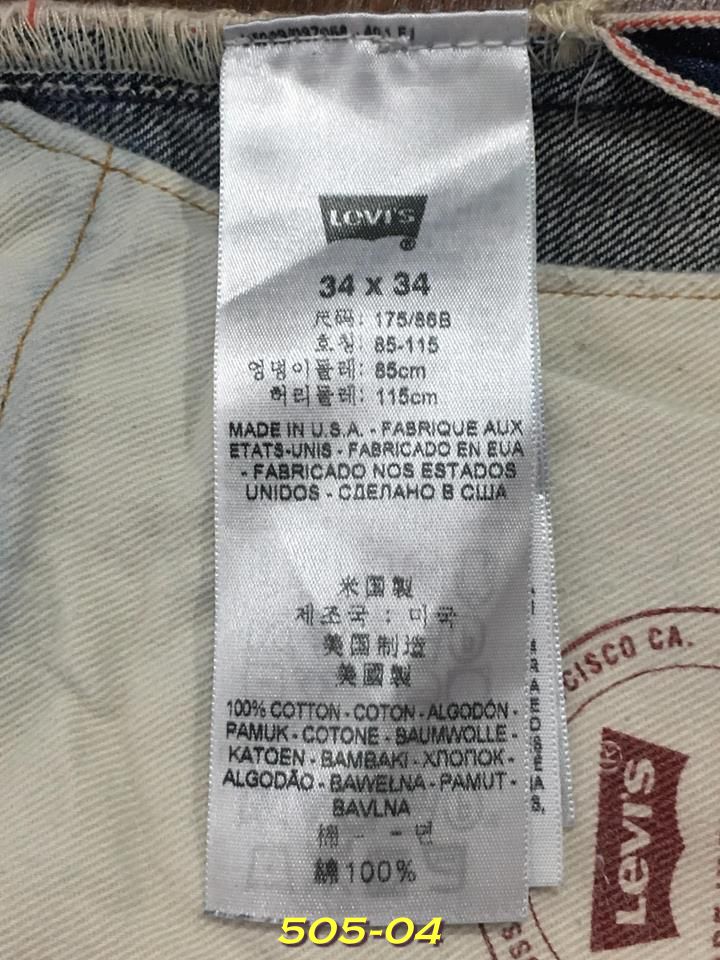 LEVI'S
®
34 x 34
尺码: 175/86B
호칭: 85-115
엉덩이둘레: 85cm
허리둘레: 115cm
MADE IN U.S.A. - FABRIQUE AUX
ETATS-UNIS - FABRICADO EN EUA
- FABRICADO NOS ESTADOS
UNIDOS - СДЕЛАНО В США
米国製
제조국 : 미국
美国制造
美國製
100% COTTON - COTON - ALGODÓN -
PAMUK - COTONE - BAUMWOLLE -
KATOEN - BAMBAKI - ХЛОПОК -
ALGODÃO - BAWEŁNA - PAMUT -
BAVLNA
棉 - - 면
綿100%
CISCO CA.
LEVI'S
®
505-04